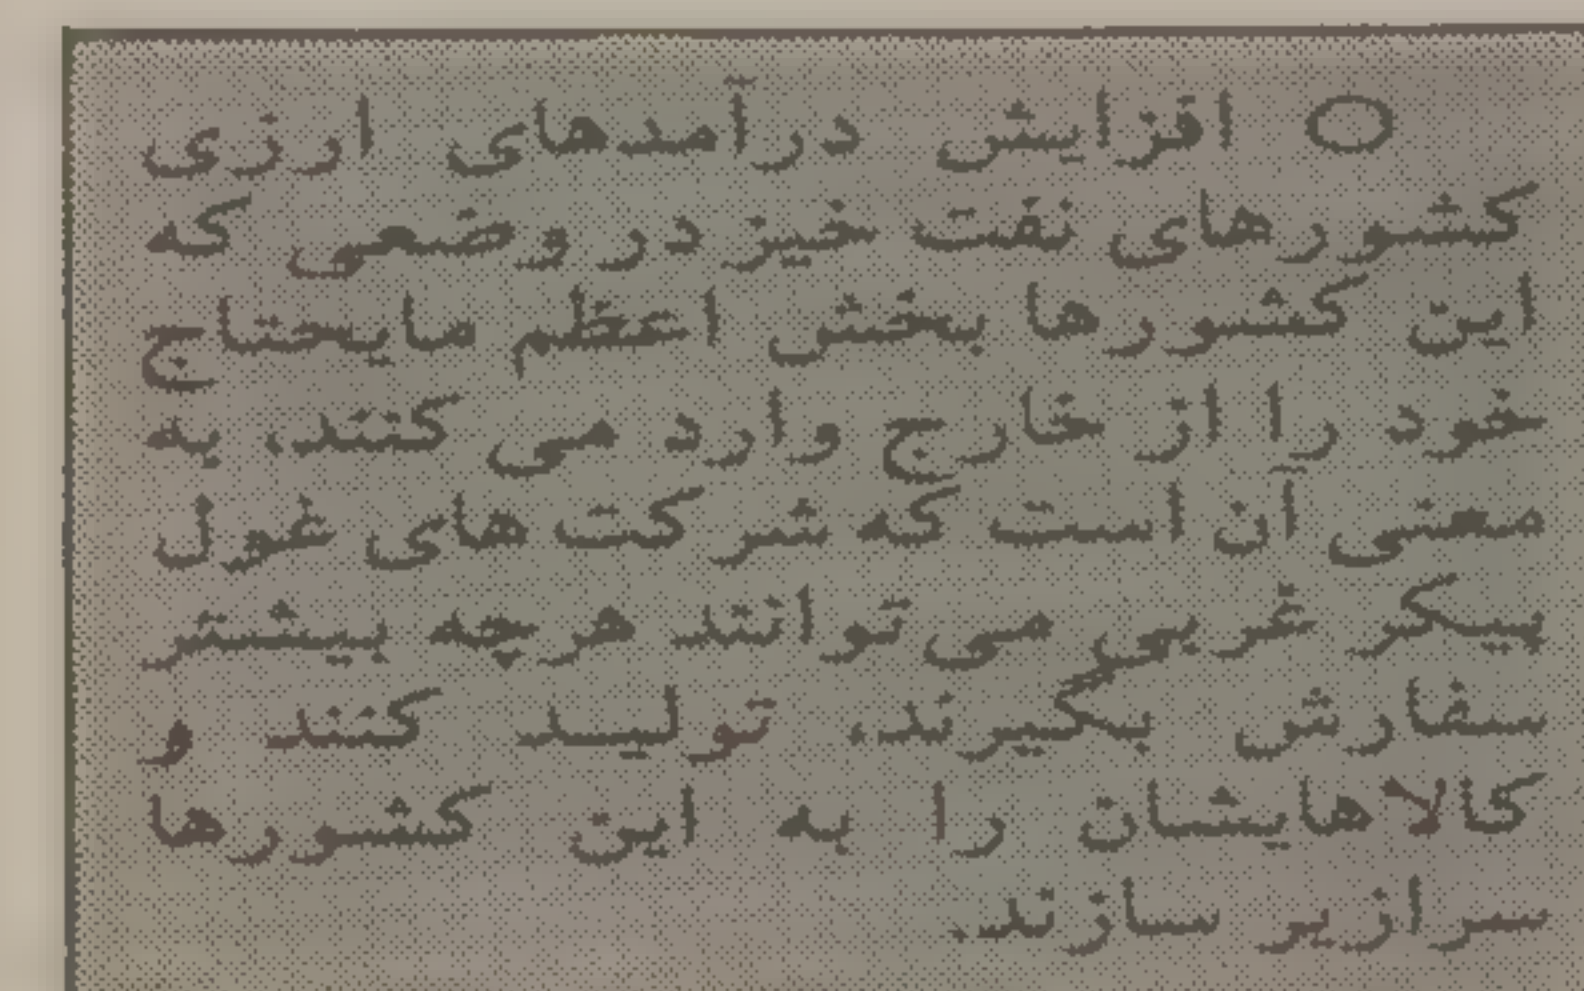 ○ افزایش درآمدهای ارزی
کشورهای نفت خیز در وضعی که
این کشورها بخش اعظم مایحتاج
خود را از خارج وارد می کنند، به
معنی آن است که شرکت های غول
پیکر غربی می توانند هرچه بیشتر
سفارش بگیرند، تولید کنند و
کالاهایشان را به این کشورها
سرازیر سازند.